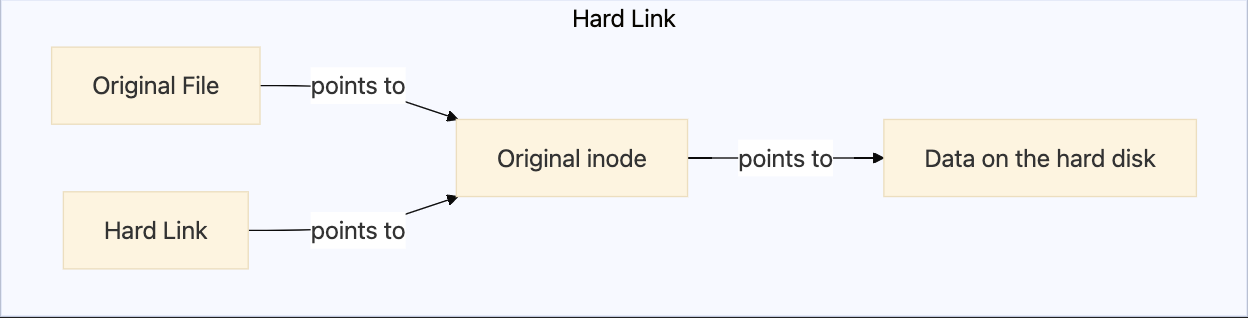 Hard Link
Original File
points to
Original inode
points to
Data on the hard disk
Hard Link
points to